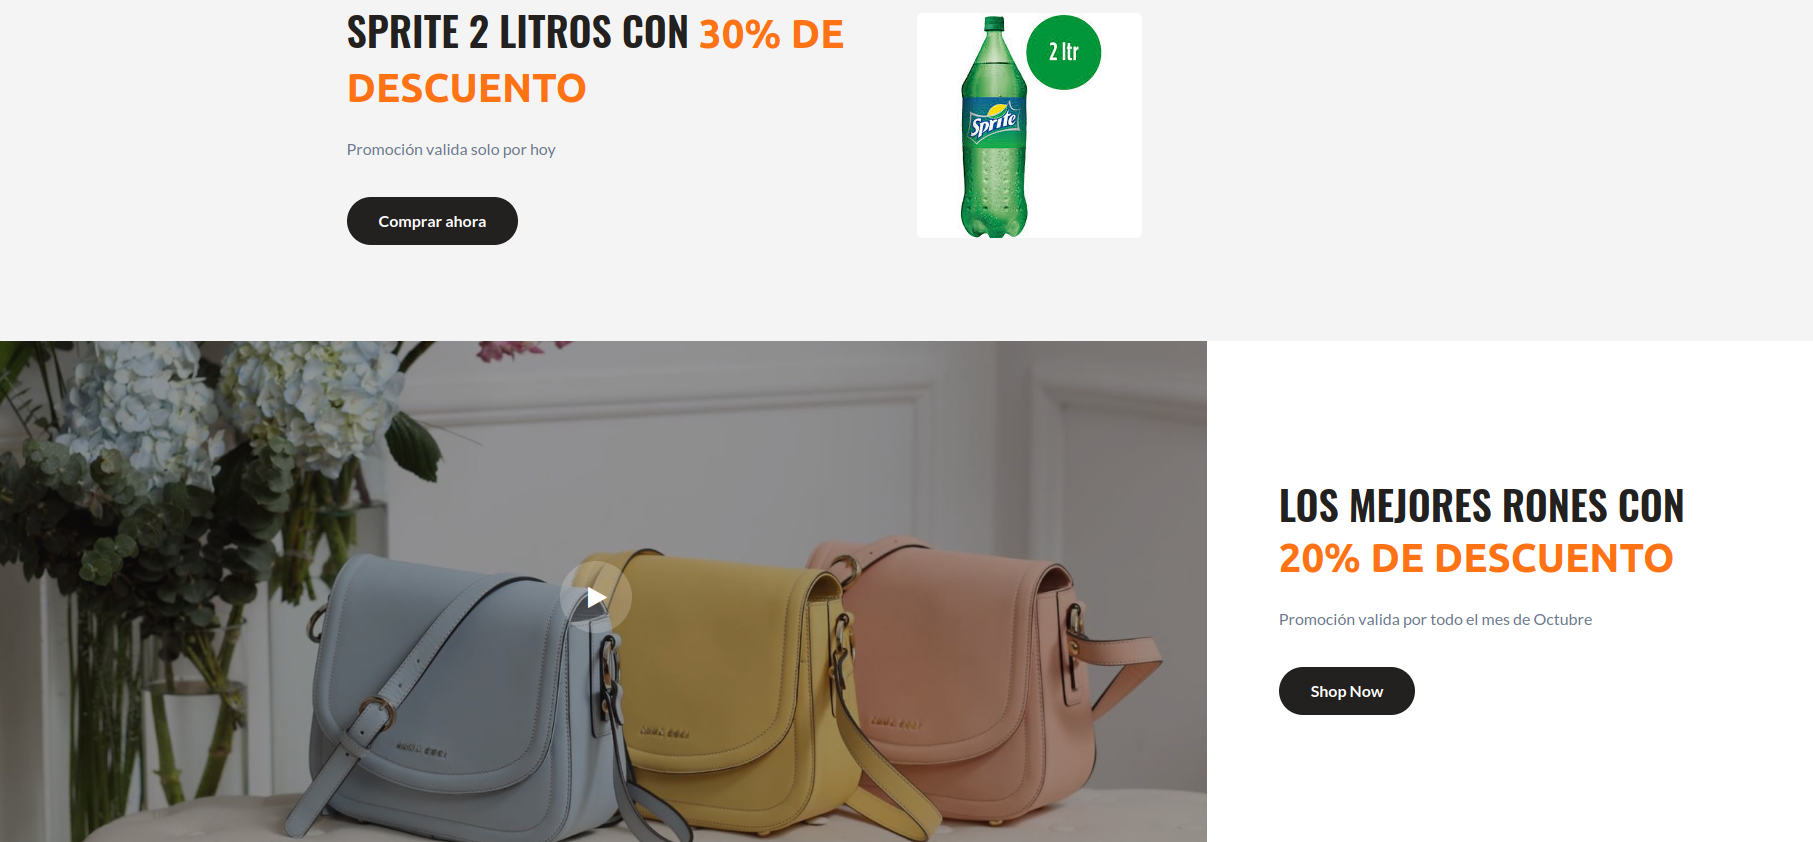 SPRITE 2 LITROS CON 30% DE
DESCUENTO
Promoción valida solo por hoy
Comprar ahora
2 ltr
Sprite
LOS MEJORES RONES CON
20% DE DESCUENTO
Promoción valida por todo el mes de Octubre
Shop Now